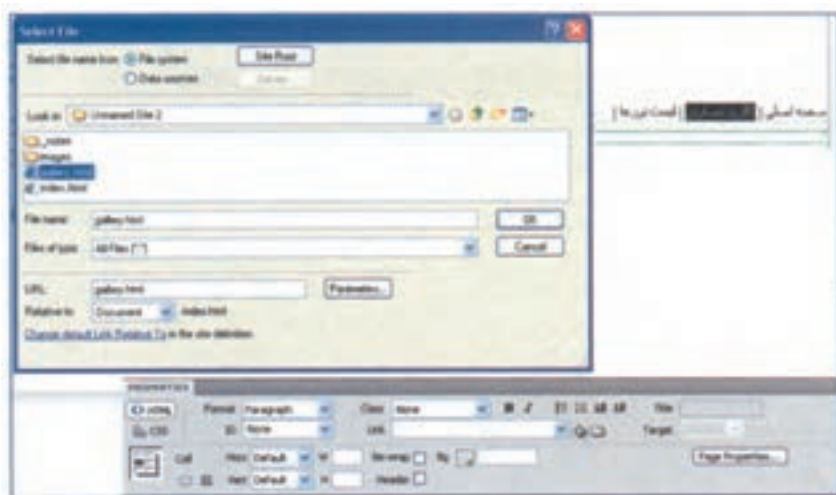 Select File
Select file name from: File system Site Root
Data sources
Look in: Unnamed Site 2
_notes
images
gallery.html
index.html
File name: gallery.html OK
Files of type: All Files (*.*) Cancel
URL: gallery.html Parameters...
Relative to: Document index.html
Change default Link Relative To in the site definition.
صفحه اصلی | | لیست تورها |
PROPERTIES
HTML Format Paragraph Class None B I Title
CSS ID None Link Target
Cell Horz Default W No wrap Bg Page Properties...
Vert Default H Header